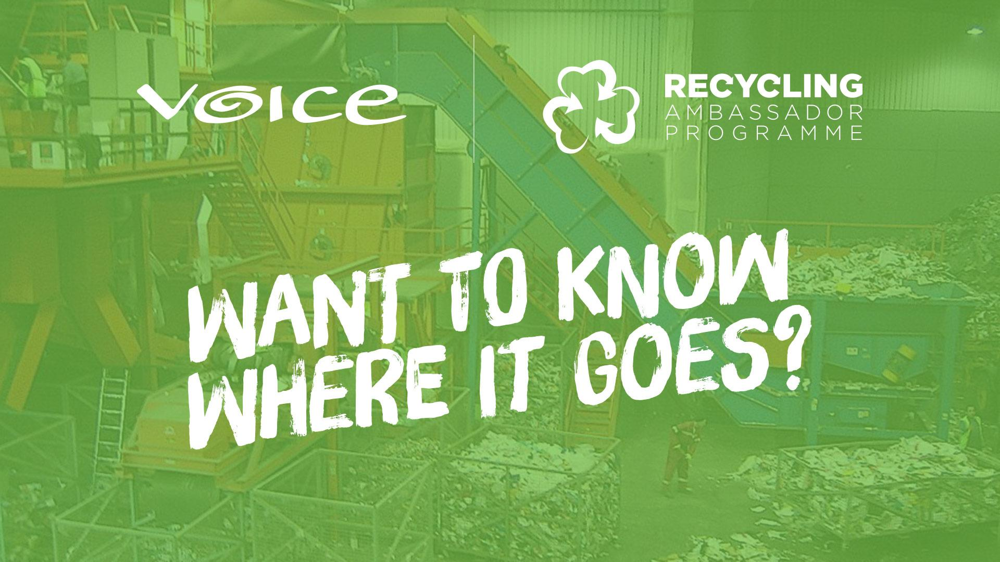 VOICE
RECYCLING
AMBASSADOR
PROGRAMME
WANT TO KNOW
WHERE IT GOES?